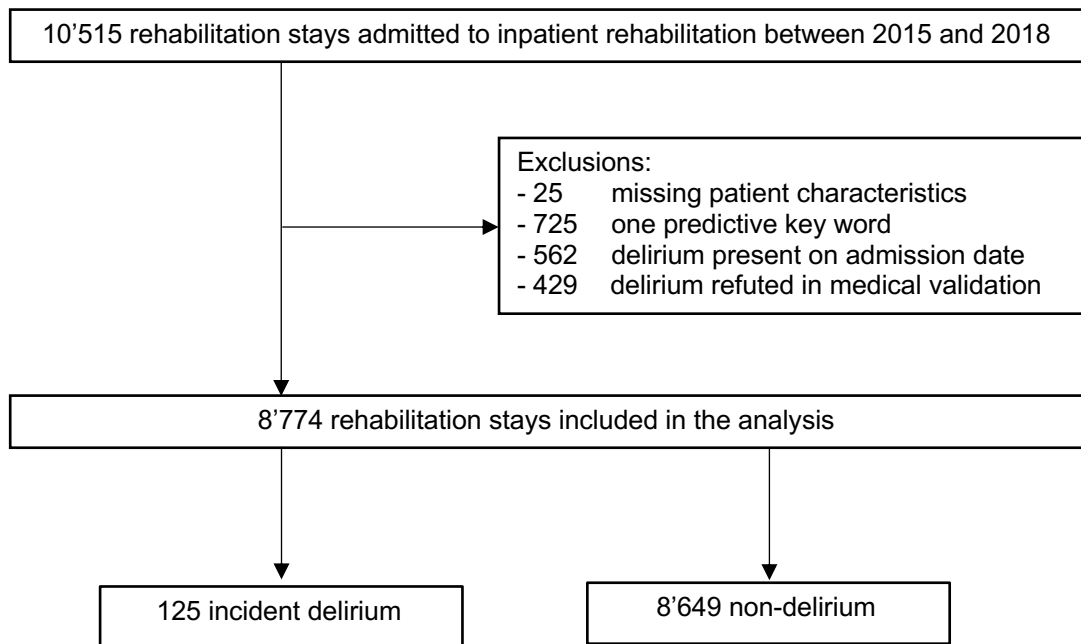 10’515 rehabilitation stays admitted to inpatient rehabilitation between 2015 and 2018
Exclusions:
- 25 missing patient characteristics
- 725 one predictive key word
- 562 delirium present on admission date
- 429 delirium refuted in medical validation
8’774 rehabilitation stays included in the analysis
125 incident delirium
8’649 non-delirium